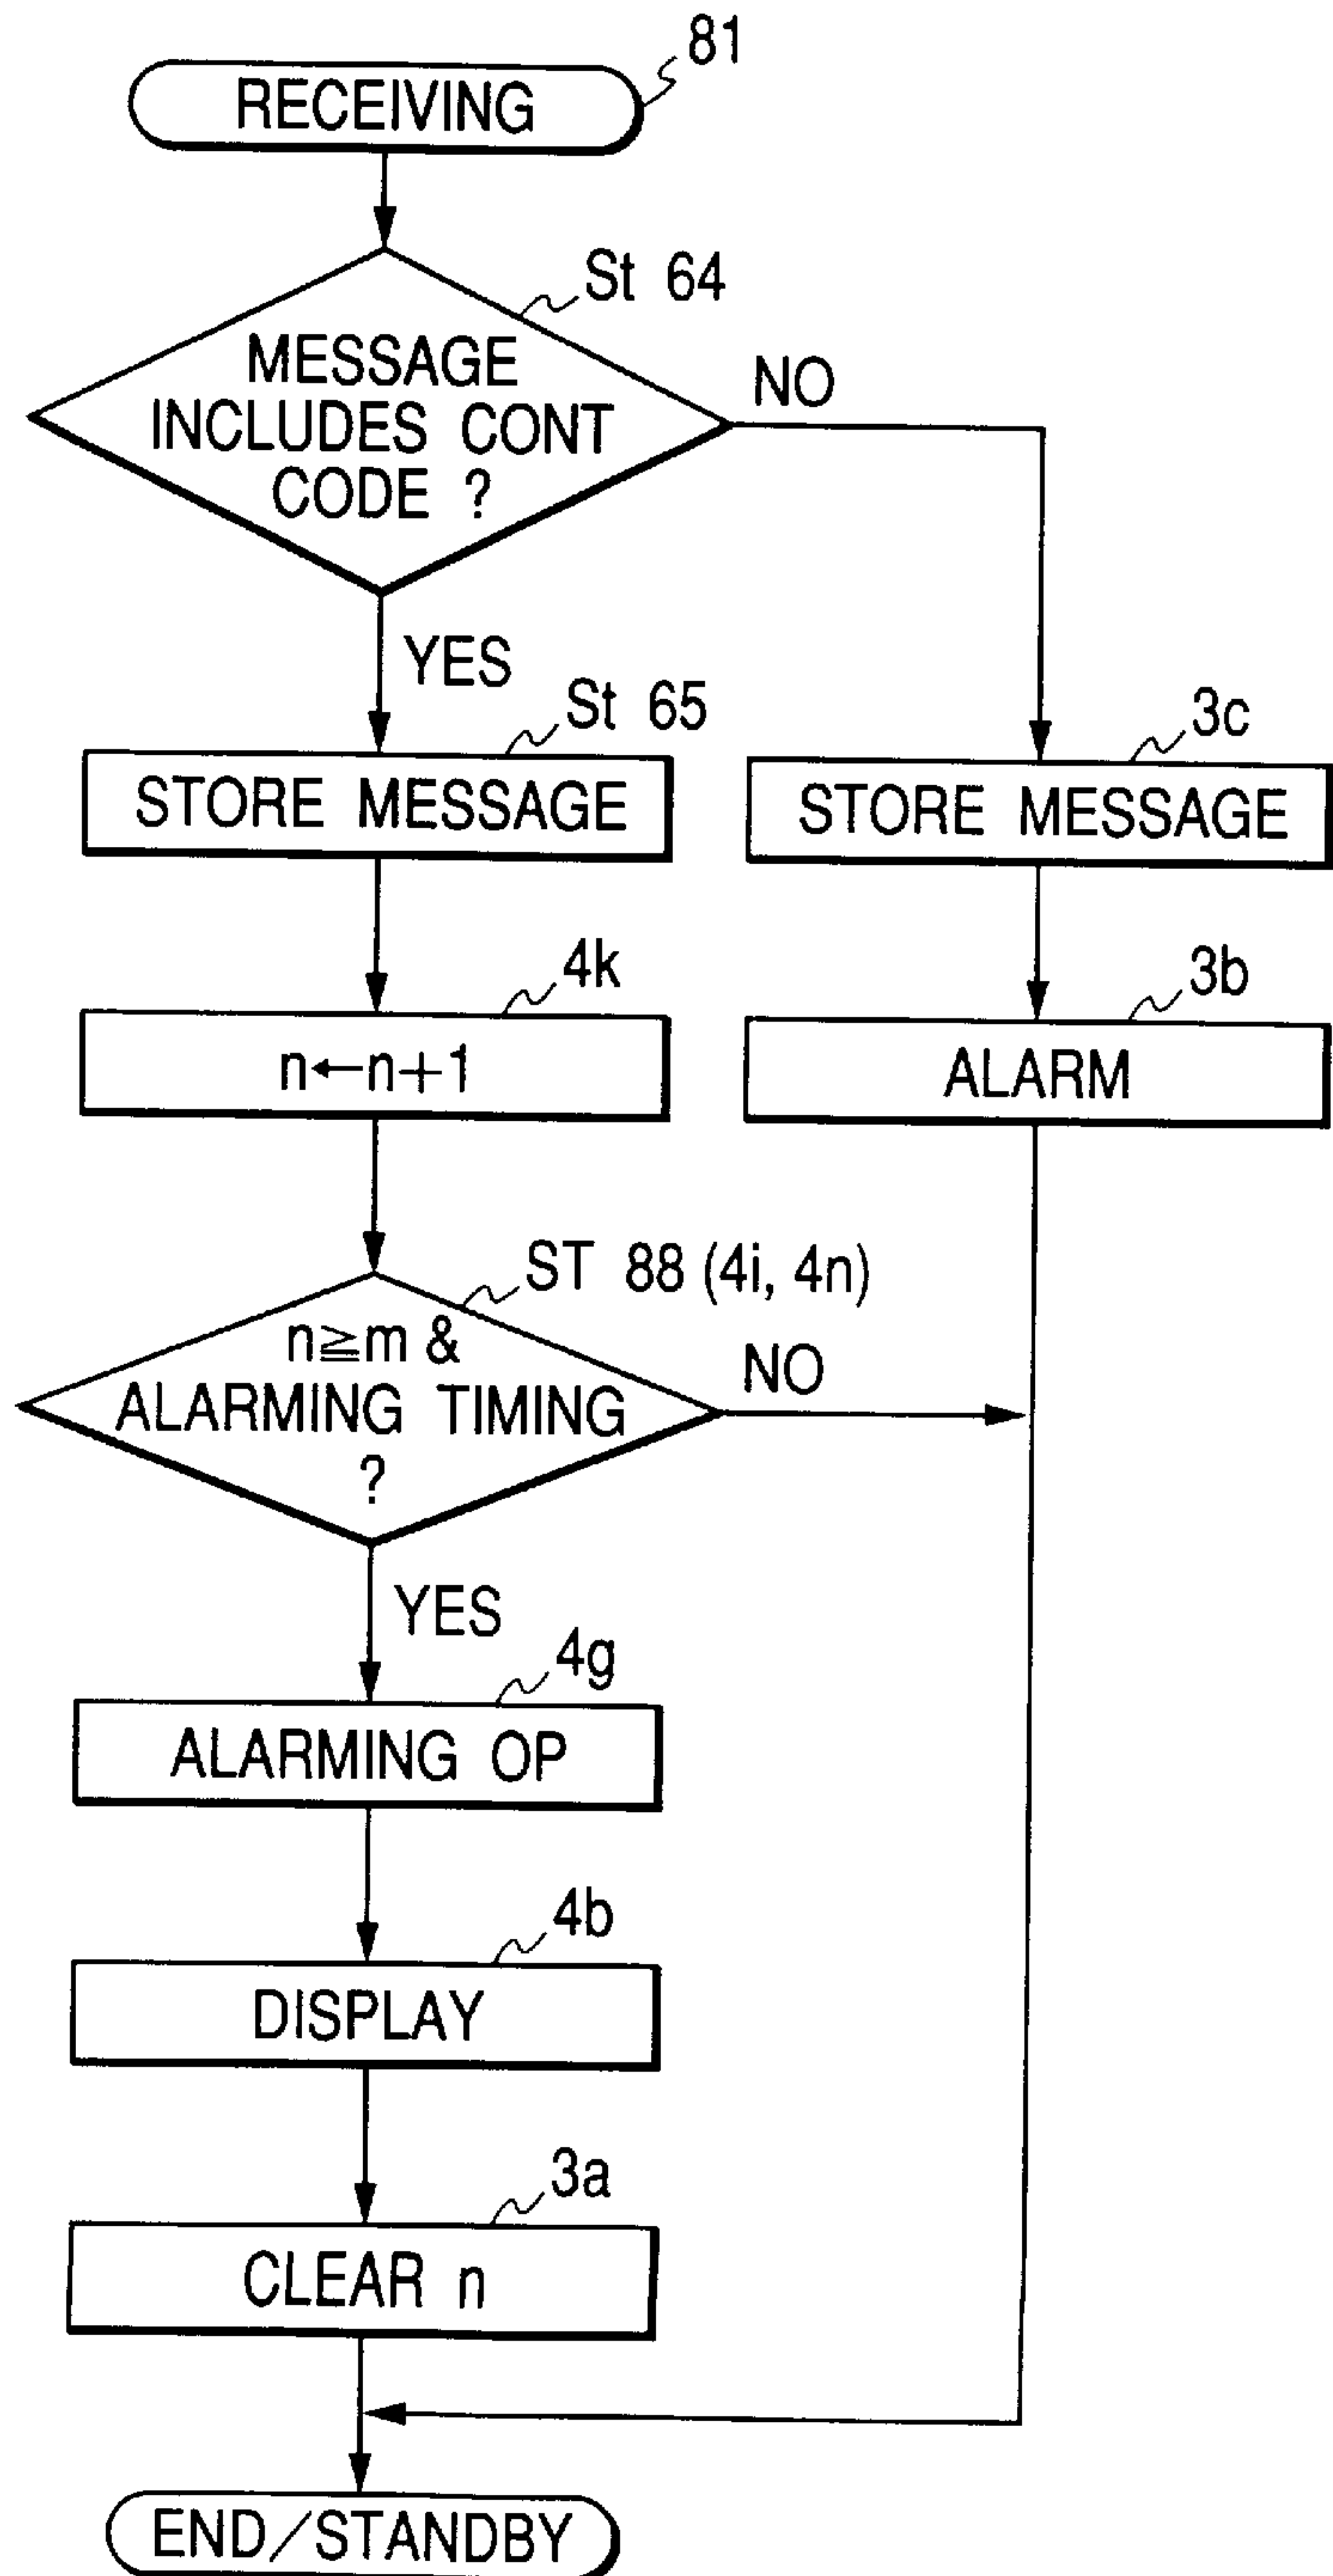 81
RECEIVING
St 64
MESSAGE
INCLUDES CONT
CODE ?
NO
YES
St 65
STORE MESSAGE
3c
STORE MESSAGE
4k
n←n+1
3b
ALARM
ST 88 (4i, 4n)
n≧m &
ALARMING TIMING
?
NO
YES
4g
ALARMING OP
4b
DISPLAY
3a
CLEAR n
END/STANDBY